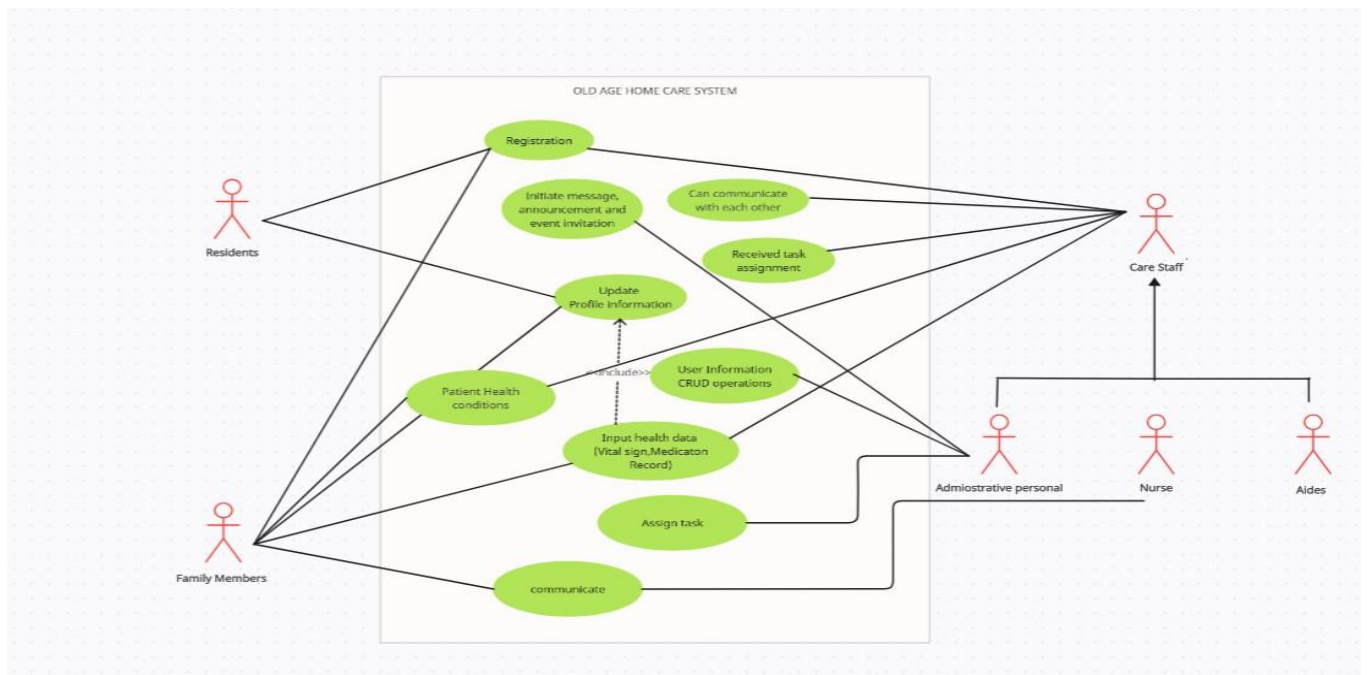 OLD AGE HOME CARE SYSTEM
Registration
Initiate message,
announcement and
event invitation
Can communicate
with each other
Received task
assignment
Residents
Care Staff
Update
Profile information
<<include>>
User Information
CRUD operations
Patient Health
conditions
Input health data
(Vital sign,Medicaton
Record)
Admiostrative personal
Nurse
Aides
Assign task
Family Members
communicate